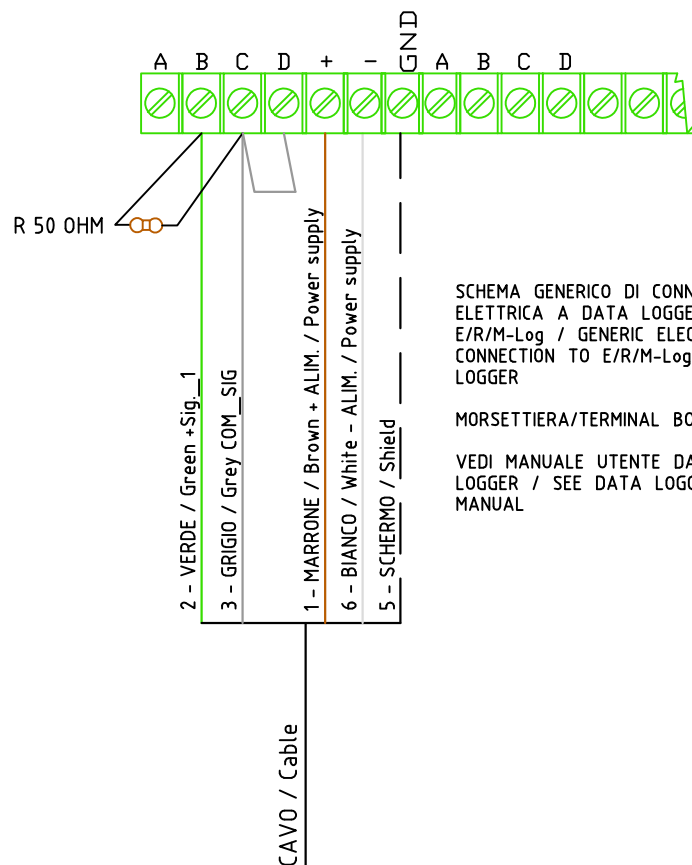 A B C D + - GND A B C D
R 50 OHM
2 - VERDE / Green +Sig._1
3 - GRIGIO / Grey COM_SIG
1 - MARRONE / Brown + ALIM. / Power supply
6 - BIANCO / White - ALIM. / Power supply
5 - SCHERMO / Shield
SCHEMA GENERICO DI CONN
ELETTRICA A DATA LOGGE
E/R/M-Log / GENERIC ELEC
CONNECTION TO E/R/M-Log
LOGGER
MORSETTIERA/TERMINAL BO
VEDI MANUALE UTENTE DA
LOGGER / SEE DATA LOGG
MANUAL
CAVO / Cable